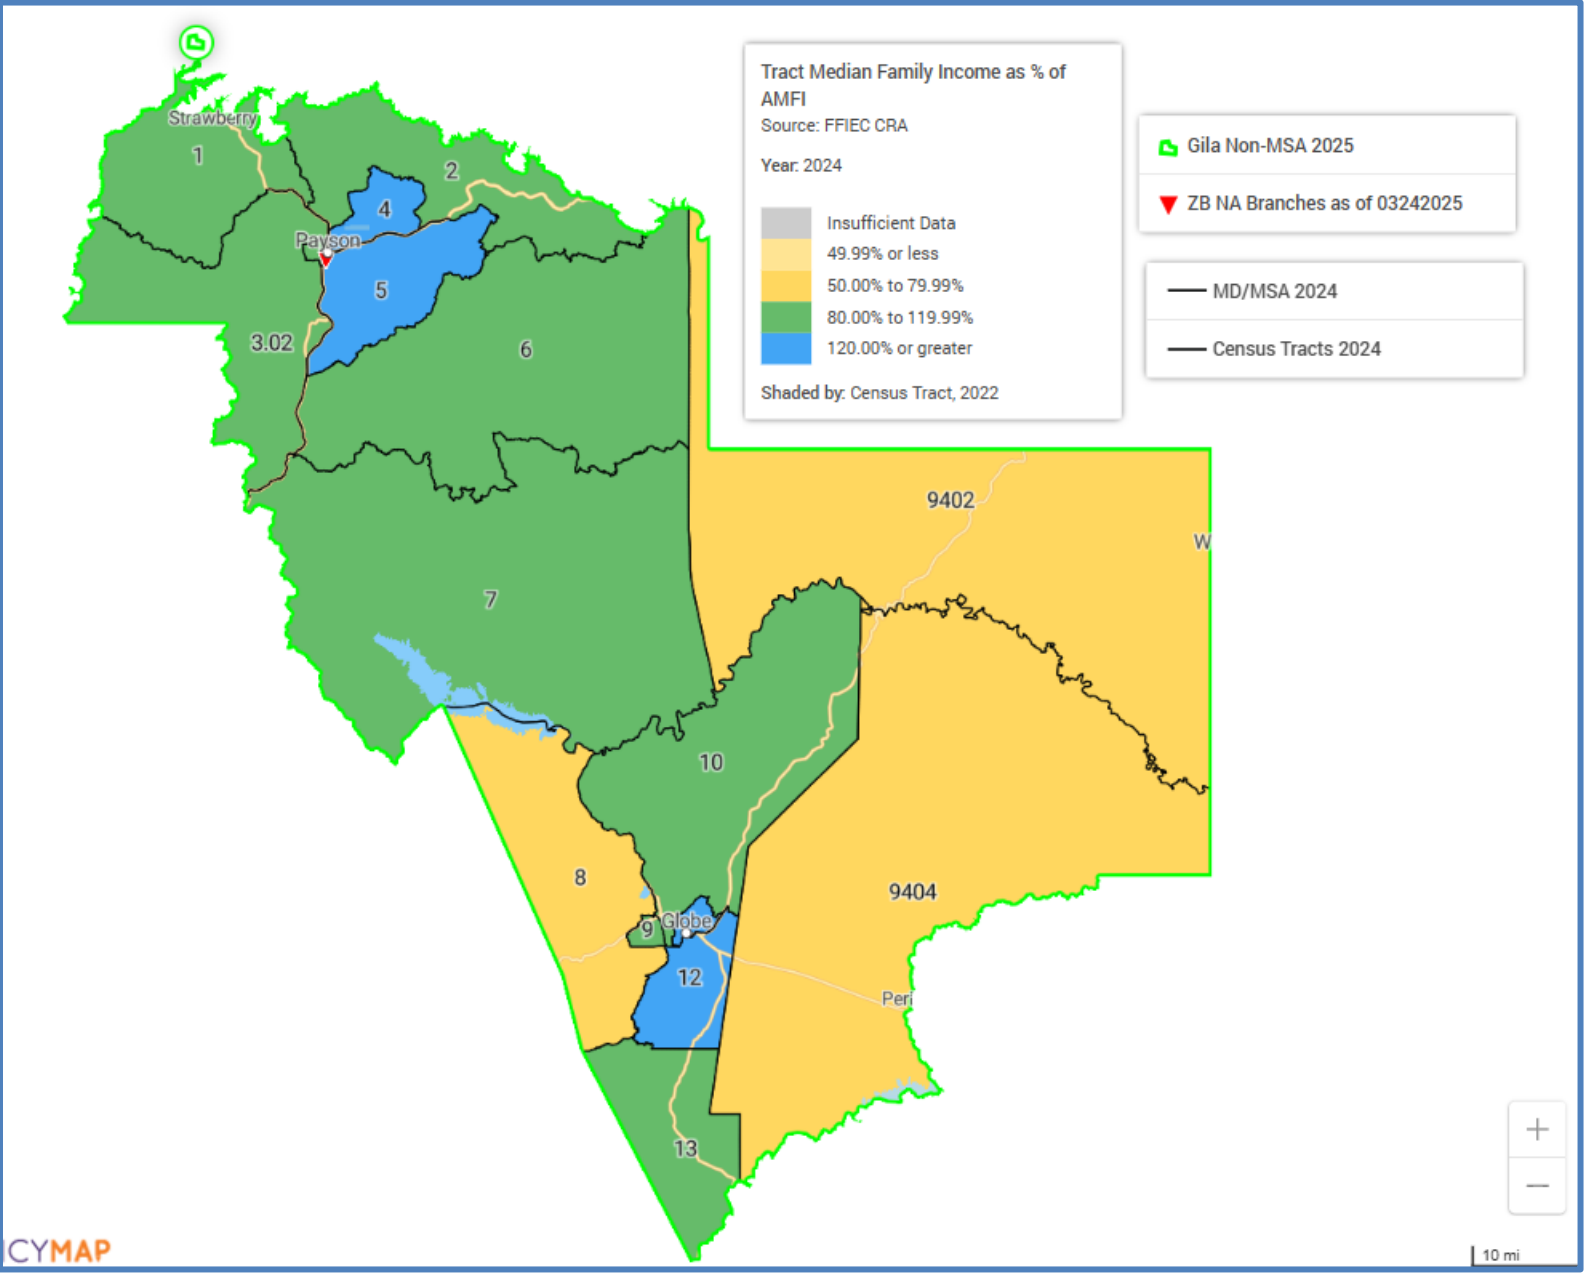 Tract Median Family Income as % of
AMFI
Source: FFIEC CRA
Year: 2024
Insufficient Data
49.99% or less
50.00% to 79.99%
80.00% to 119.99%
120.00% or greater
Shaded by: Census Tract, 2022
Gila Non-MSA 2025
ZB NA Branches as of 03242025
MD/MSA 2024
Census Tracts 2024
Strawberry
1
2
4
Payson
5
3.02
6
9402
W
7
10
8
9404
9
Globe
12
Peri
13
+
−
CYMAP
10 mi